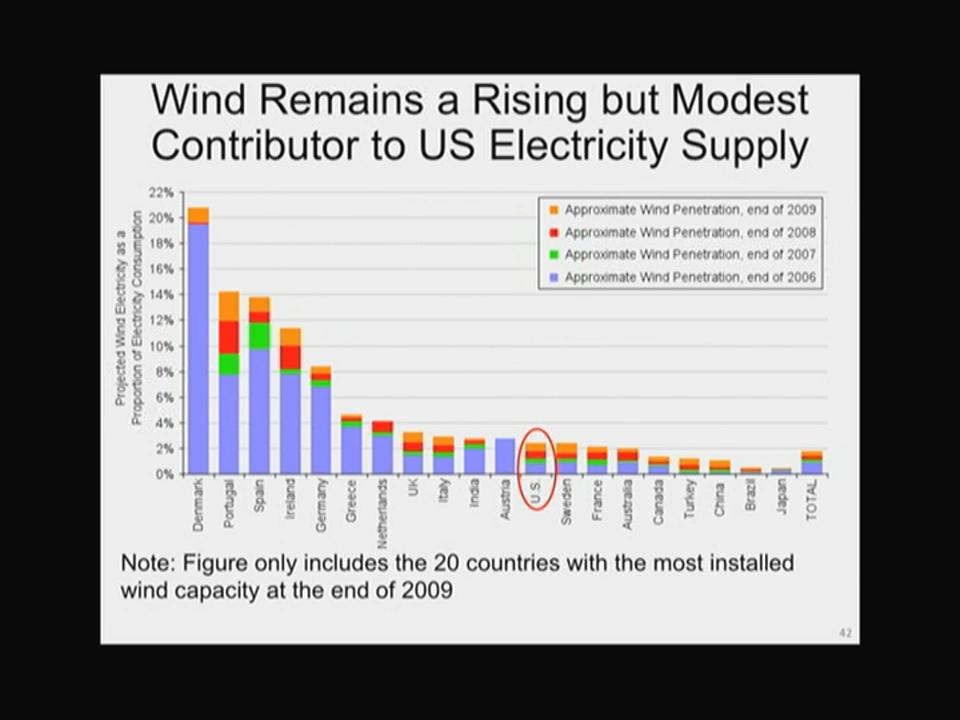 Wind Remains a Rising but Modest
Contributor to US Electricity Supply
Projected Wind Electricity as a
Proportion of Electricity Consumption
22%
20%
18%
16%
14%
12%
10%
8%
6%
4%
2%
0%
Approximate Wind Penetration, end of 2009
Approximate Wind Penetration, end of 2008
Approximate Wind Penetration, end of 2007
Approximate Wind Penetration, end of 2006
Denmark
Portugal
Spain
Ireland
Germany
Greece
Netherlands
UK
Italy
India
Austria
U.S.
Sweden
France
Australia
Canada
Turkey
China
Brazil
Japan
TOTAL
Note: Figure only includes the 20 countries with the most installed
wind capacity at the end of 2009
42